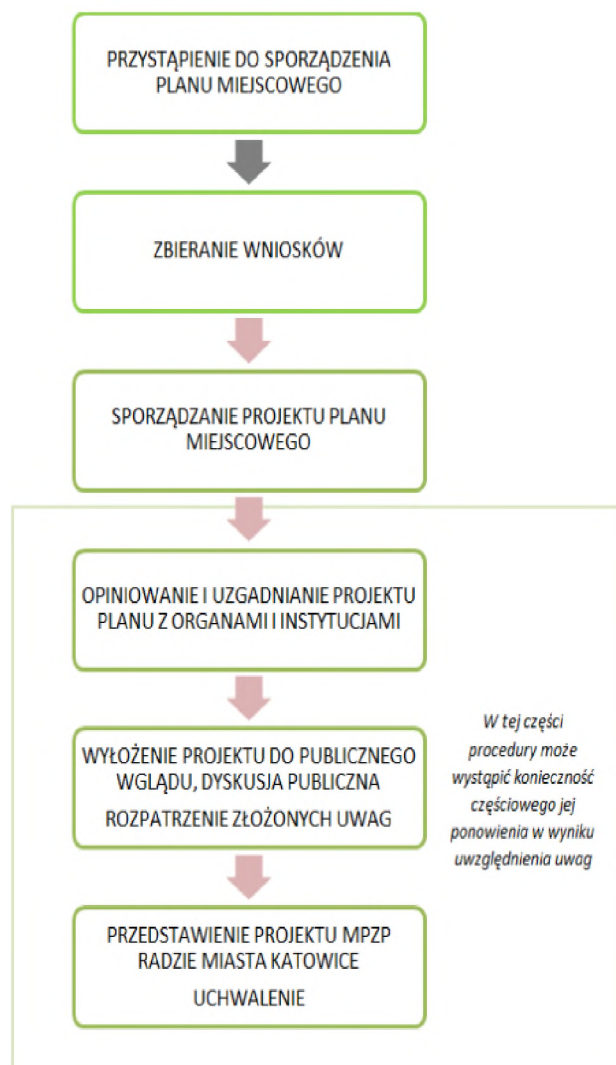 PRZYSTĄPIENIE DO SPORZĄDZENIA
PLANU MIEJSCOWEGO
ZBIERANIE WNIOSKÓW
SPORZĄDZANIE PROJEKTU PLANU
MIEJSCOWEGO
OPINIOWANIE I UZGADNIANIE PROJEKTU
PLANU Z ORGANAMI I INSTYTUCJAMI
WYŁOŻENIE PROJEKTU DO PUBLICZNEGO
WGLĄDU, DYSKUSJA PUBLICZNA
ROZPATRZENIE ZŁOŻONYCH UWAG
W tej części
procedury może
wystąpić konieczność
częściowego jej
ponowienia w wyniku
uwzględnienia uwag
PRZEDSTAWIENIE PROJEKTU MPZP
RADZIE MIASTA KATOWICE
UCHWALENIE